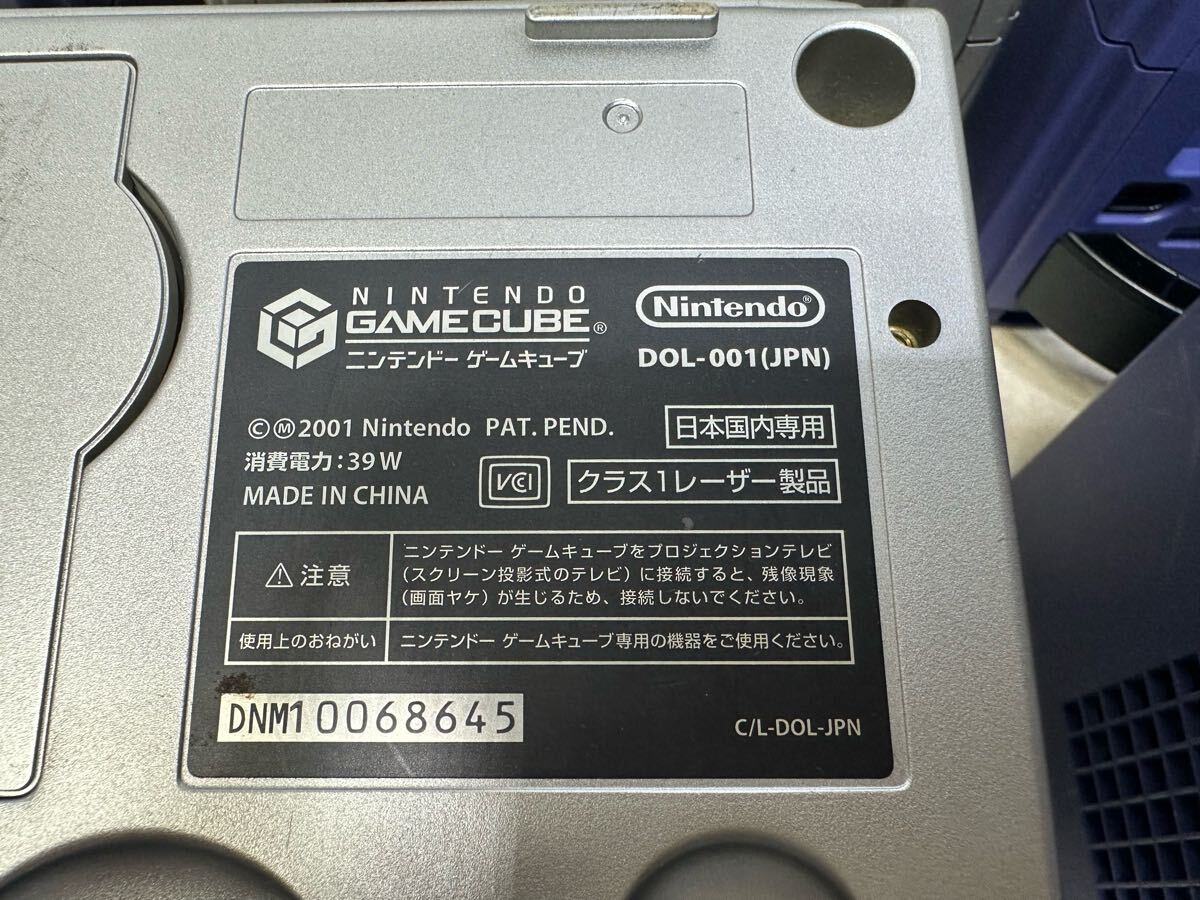 NINTENDO
GAMECUBE®
ニンテンドー ゲームキューブ
Nintendo®
DOL-001(JPN)
©Ⓜ2001 Nintendo PAT. PEND.
日本国内専用
消費電力:39W
MADE IN CHINA
VCI
クラス1レーザー製品
⚠注意
ニンテンドー ゲームキューブをプロジェクションテレビ
(スクリーン投影式のテレビ)に接続すると、残像現象
(画面ヤケ)が生じるため、接続しないでください。
使用上のおねがい
ニンテンドー ゲームキューブ専用の機器をご使用ください。
DNM10068645
C/L-DOL-JPN